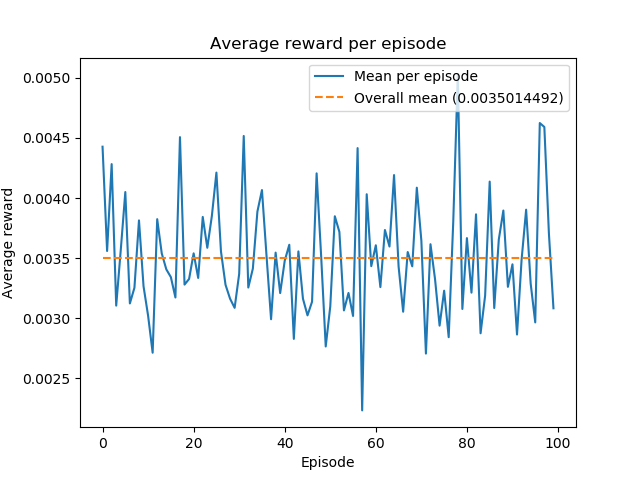 Average reward per episode
Mean per episode
Overall mean (0.0035014492)
0.0050
0.0045
0.0040
0.0035
0.0030
0.0025
Average reward
0 20 40 60 80 100
Episode